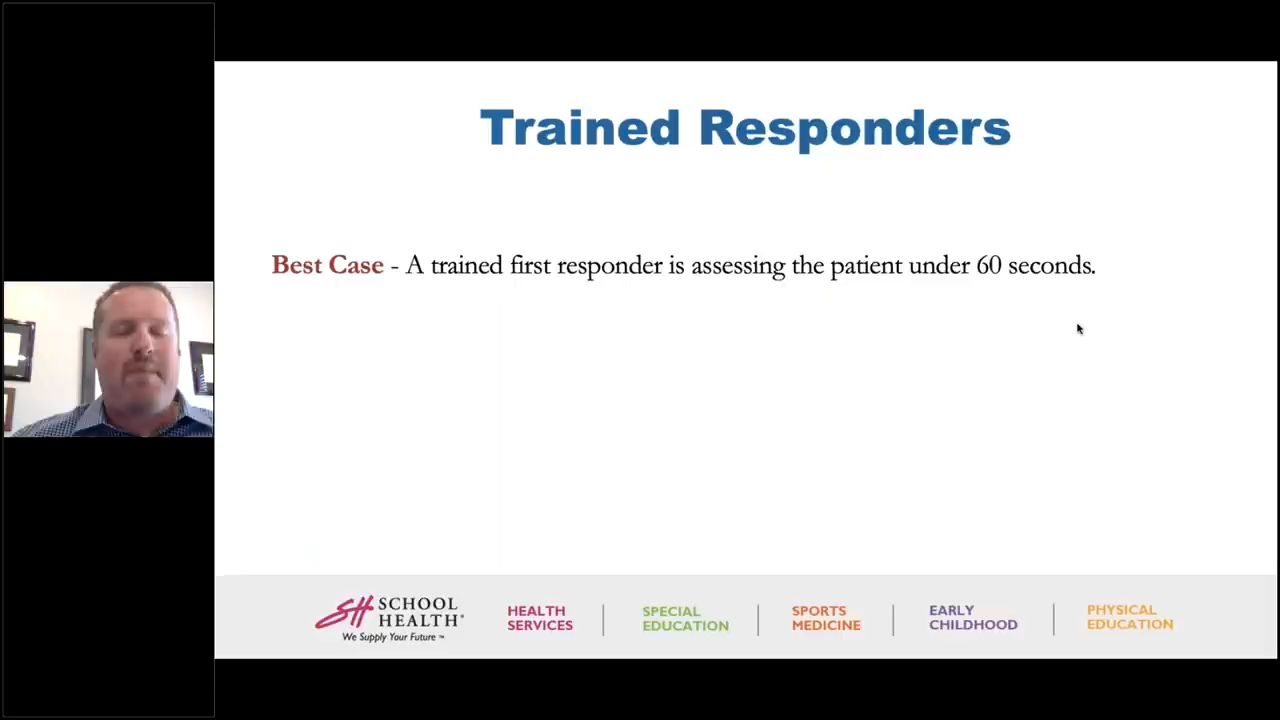 Trained Responders
Best Case - A trained first responder is assessing the patient under 60 seconds.
SH SCHOOL
HEALTH®
We Supply Your Future ™
HEALTH
SERVICES
SPECIAL
EDUCATION
SPORTS
MEDICINE
EARLY
CHILDHOOD
PHYSICAL
EDUCATION